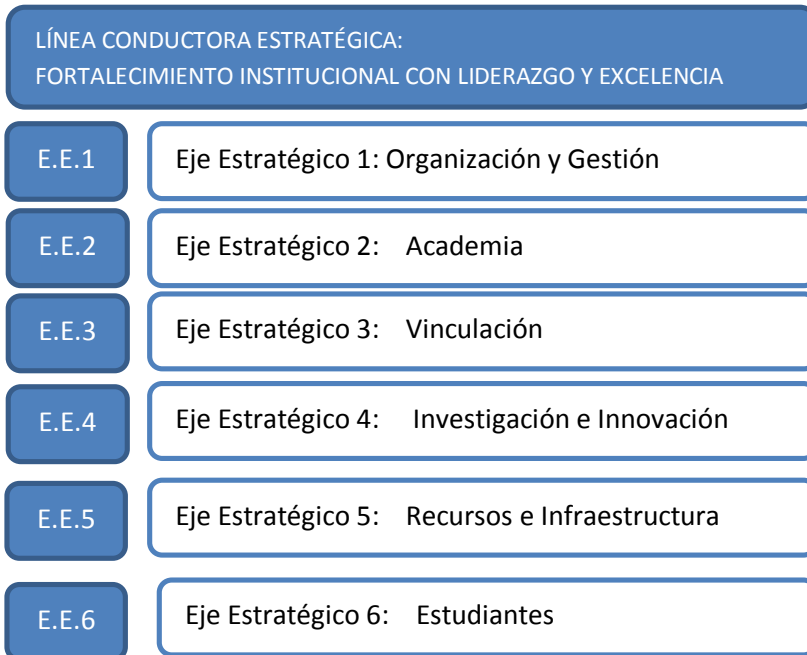 LÍNEA CONDUCTORA ESTRATÉGICA:
FORTALECIMIENTO INSTITUCIONAL CON LIDERAZGO Y EXCELENCIA
E.E.1 Eje Estratégico 1: Organización y Gestión
E.E.2 Eje Estratégico 2: Academia
E.E.3 Eje Estratégico 3: Vinculación
E.E.4 Eje Estratégico 4: Investigación e Innovación
E.E.5 Eje Estratégico 5: Recursos e Infraestructura
E.E.6 Eje Estratégico 6: Estudiantes